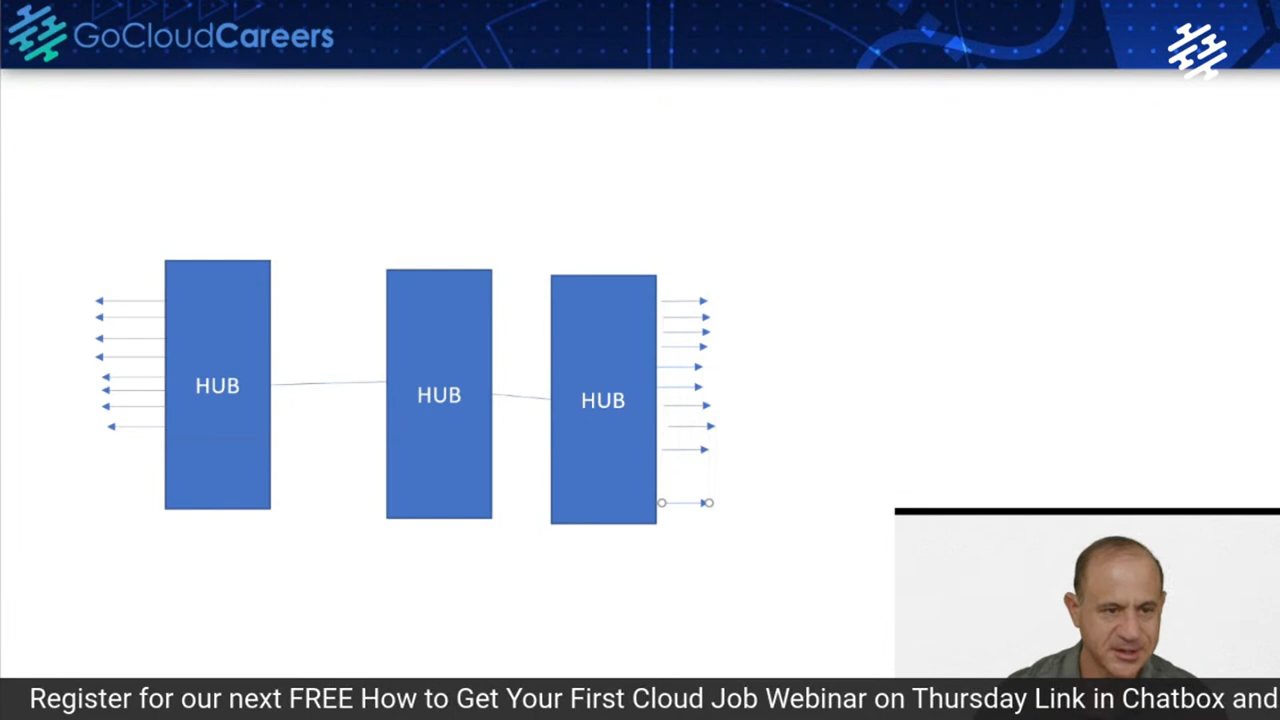 GoCloudCareers
HUB
HUB
HUB
Register for our next FREE How to Get Your First Cloud Job Webinar on Thursday Link in Chatbox and